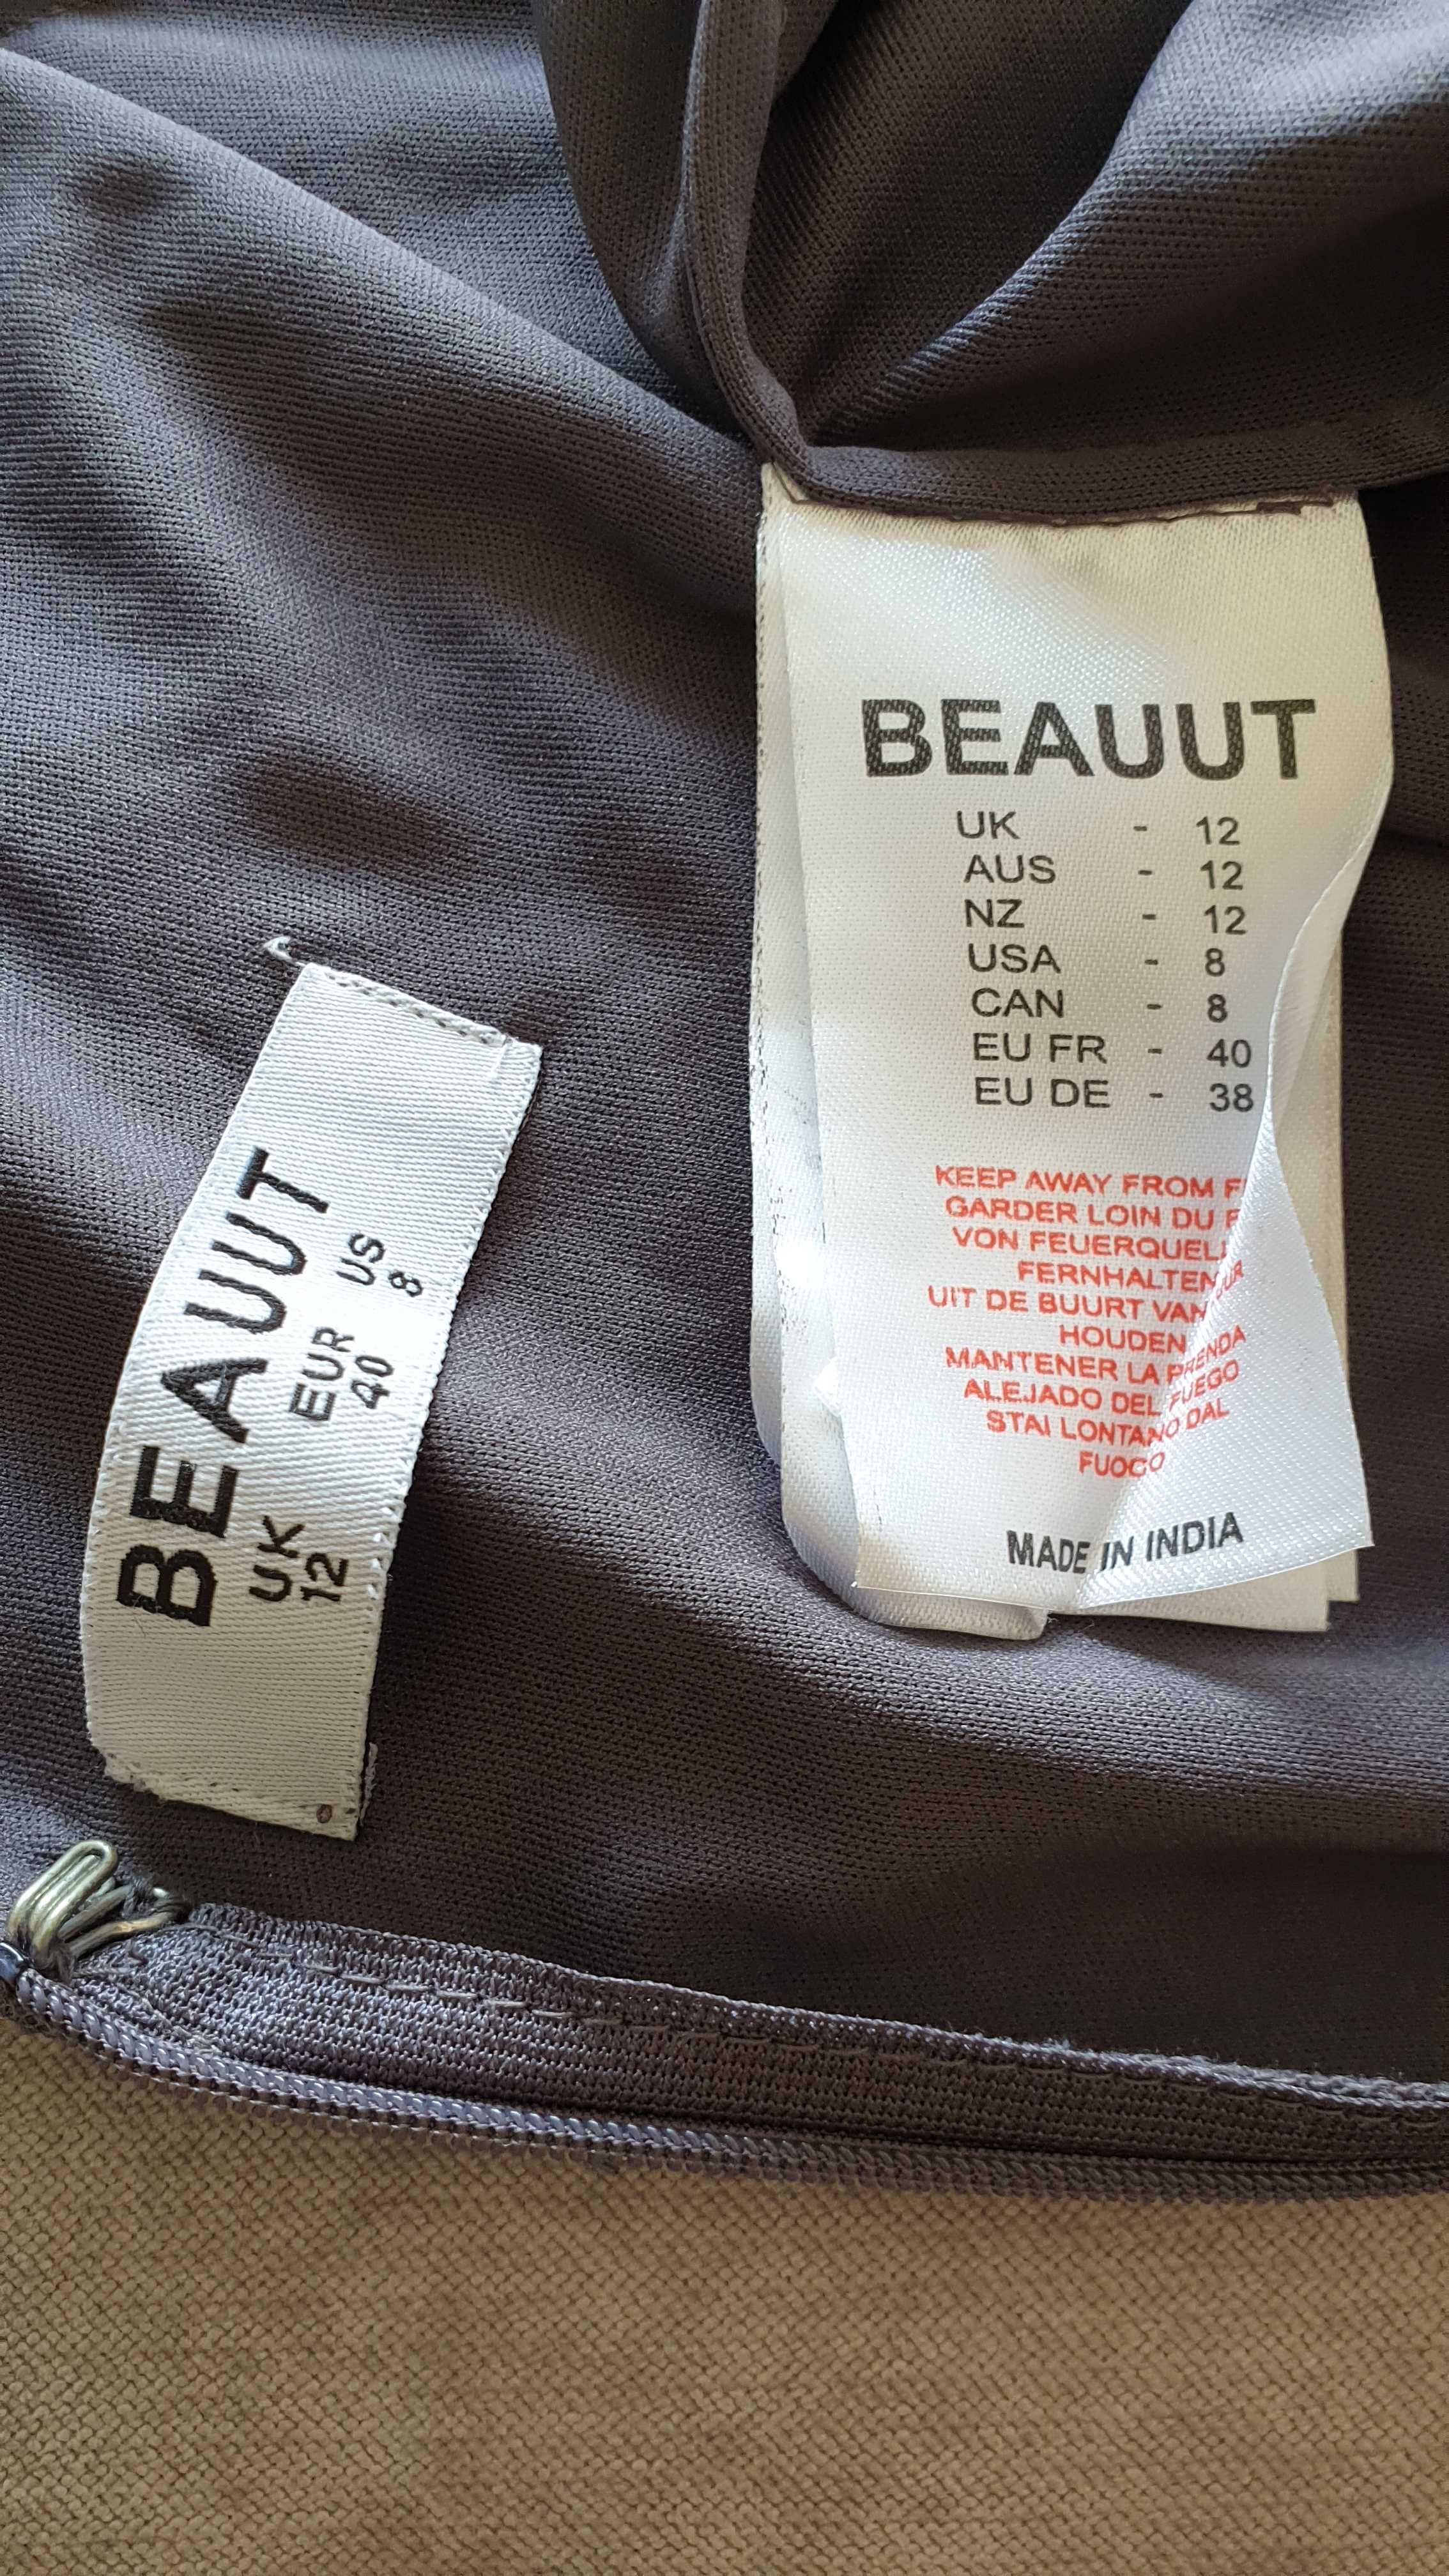 BEAUUT
UK - 12
AUS - 12
NZ - 12
USA - 8
CAN - 8
EU FR - 40
EU DE - 38
KEEP AWAY FROM
GARDER LOIN DU
VON
FERNHALTEN
UIT DE BUURT VAN
HOUDEN
MANTENER LA PRENDA
ALEJADO DEL FUEGO
STAI LONTANO DAL
FUOCO
MADE IN INDIA
BEAUUT
UK EUR US
12 40 8